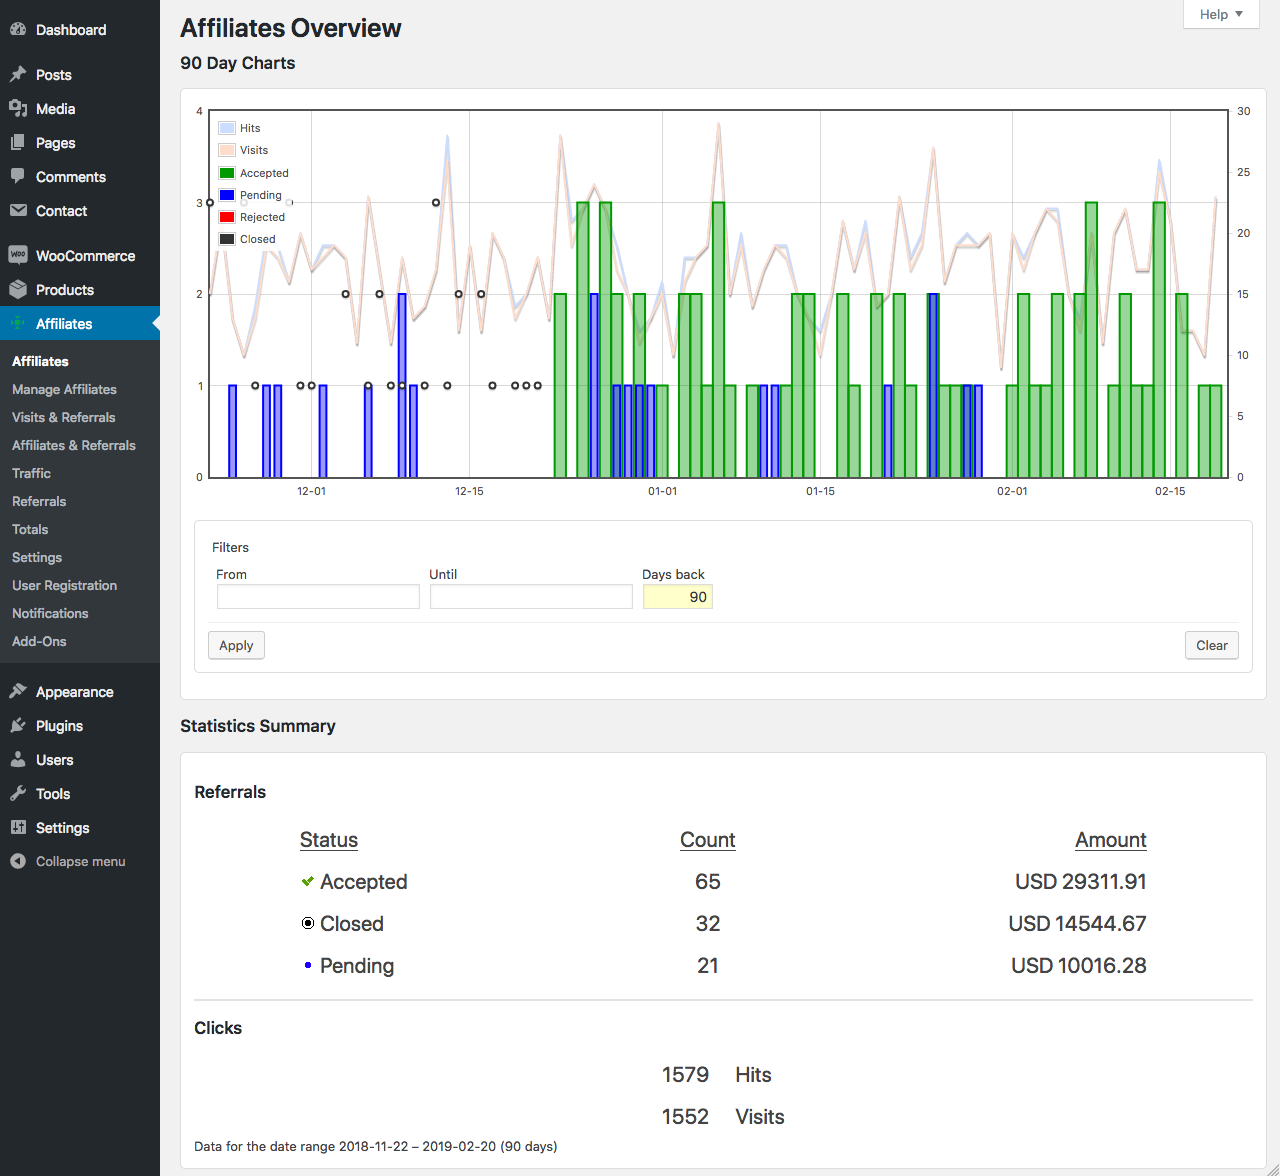 Dashboard
Posts
Media
Pages
Comments
Contact
WooCommerce
Products
Affiliates
Affiliates
Manage Affiliates
Visits & Referrals
Affiliates & Referrals
Traffic
Referrals
Totals
Settings
User Registration
Notifications
Add-Ons
Appearance
Plugins
Users
Tools
Settings
Collapse menu
Help
Affiliates Overview
90 Day Charts
4
3
2
1
0
30
25
20
15
10
5
0
Hits
Visits
Accepted
Pending
Rejected
Closed
12-01
12-15
01-01
01-15
02-01
02-15
Filters
From
Until
Days back
90
Apply
Clear
Statistics Summary
Referrals
Status Count Amount
Accepted 65 USD 29311.91
Closed 32 USD 14544.67
Pending 21 USD 10016.28
Clicks
1579 Hits
1552 Visits
Data for the date range 2018-11-22 – 2019-02-20 (90 days)